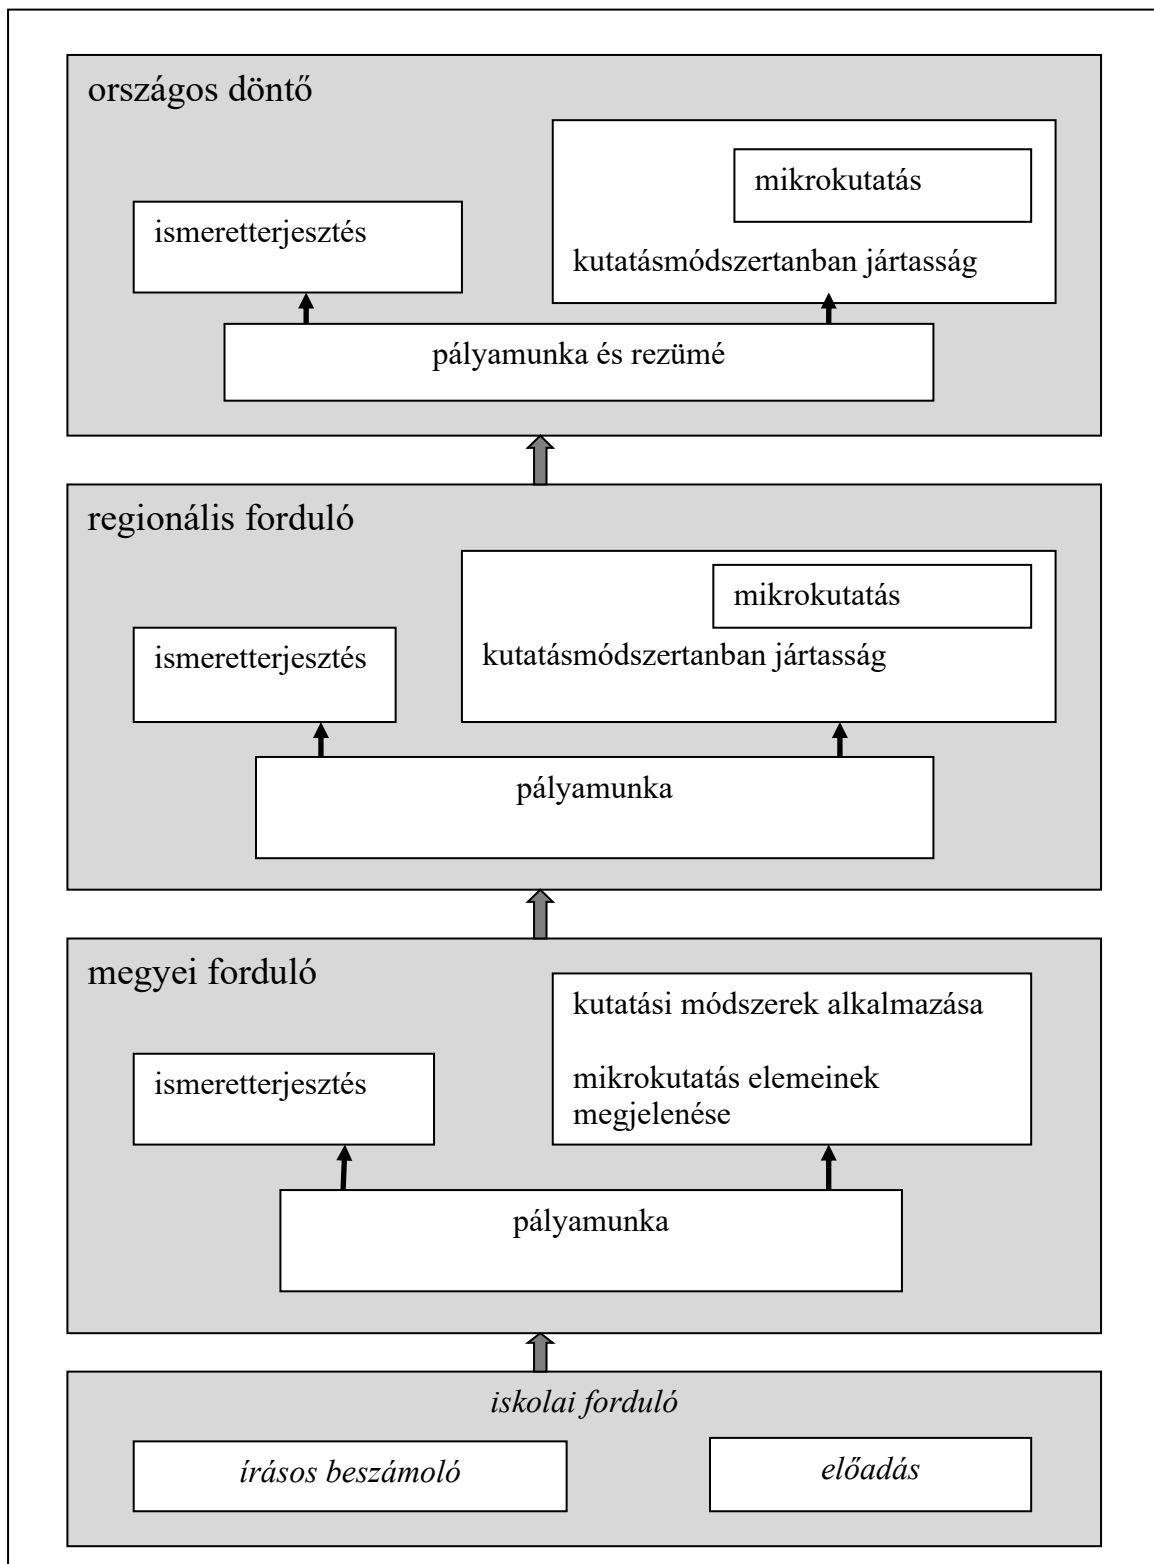 országos döntő
mikrokutatás
ismeretterjesztés
kutatásmódszertanban jártasság
pályamunka és rezümé
regionális forduló
mikrokutatás
ismeretterjesztés
kutatásmódszertanban jártasság
pályamunka
megyei forduló
kutatási módszerek alkalmazása
ismeretterjesztés
mikrokutatás elemeinek
megjelenése
pályamunka
iskolai forduló
írásos beszámoló
előadás